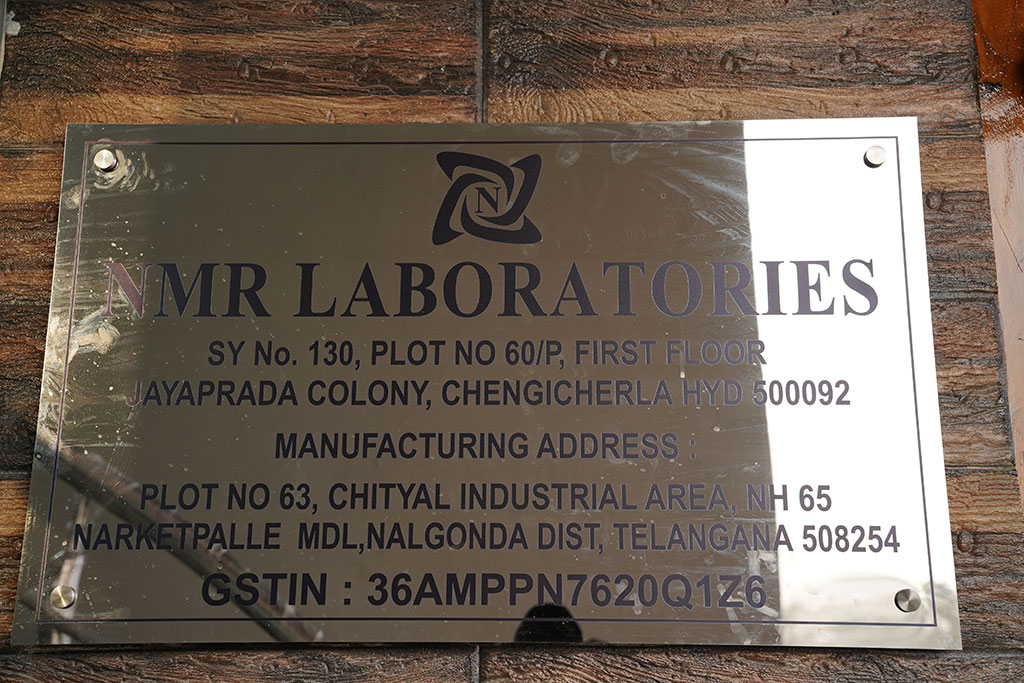 N
NMR LABORATORIES
SY No. 130, PLOT NO 60/P, FIRST FLOOR
JAYAPRADA COLONY, CHENGICHERLA HYD 500092
MANUFACTURING ADDRESS :
PLOT NO 63, CHITYAL INDUSTRIAL AREA, NH 65
NARKETPALLE MDL,NALGONDA DIST, TELANGANA 508254
GSTIN : 36AMPPN7620Q1Z6